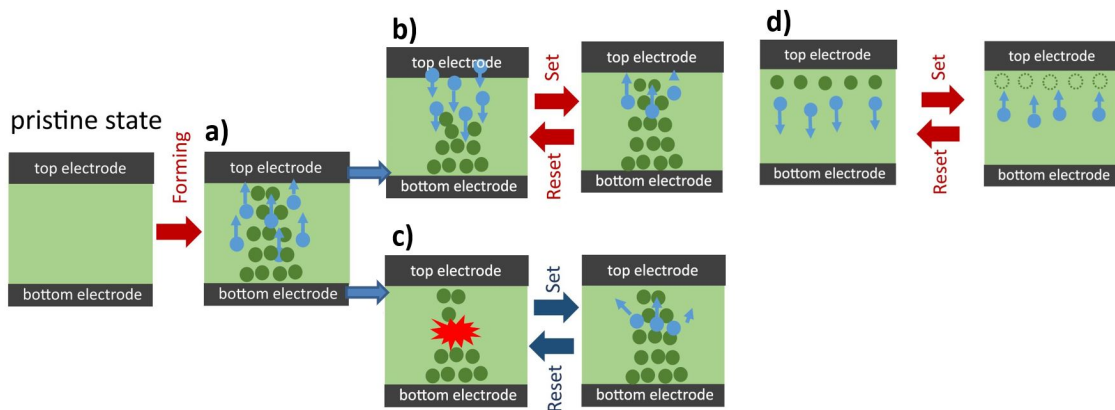 pristine state
top electrode
bottom electrode
Forming
a)
top electrode
bottom electrode
b)
top electrode
bottom electrode
Set
Reset
top electrode
bottom electrode
c)
top electrode
bottom electrode
Set
Reset
top electrode
bottom electrode
d)
top electrode
bottom electrode
Set
Reset
top electrode
bottom electrode